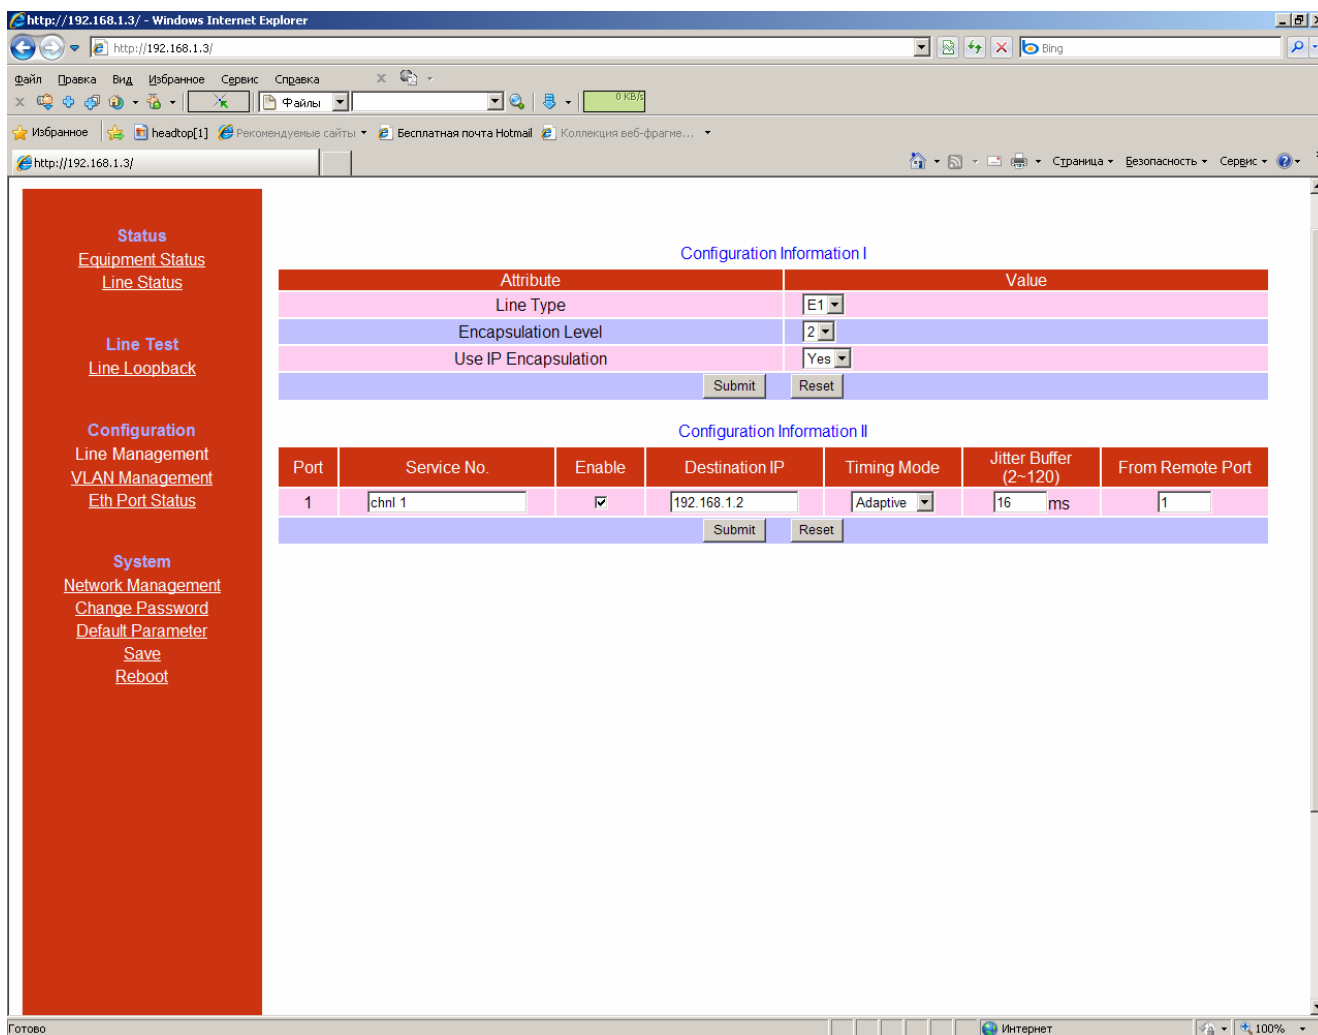 http://192.168.1.3/ - Windows Internet Explorer
http://192.168.1.3/
Bing
Файл Правка Вид Избранное Сервис Справка
Файлы
0 KB/s
Избранное headtop[1] Рекомендуемые сайты Бесплатная почта Hotmail Коллекция веб-фрагме...
http://192.168.1.3/
Страница Безопасность Сервис
Status
Equipment Status
Line Status
Line Test
Line Loopback
Configuration
Line Management
VLAN Management
Eth Port Status
System
Network Management
Change Password
Default Parameter
Save
Reboot
Configuration Information I
Attribute Value
Line Type E1
Encapsulation Level 2
Use IP Encapsulation Yes
Submit Reset
Configuration Information II
Port Service No. Enable Destination IP Timing Mode Jitter Buffer (2~120) From Remote Port
1 chnl 1 192.168.1.2 Adaptive 16 ms 1
Submit Reset
Готово Интернет 100%